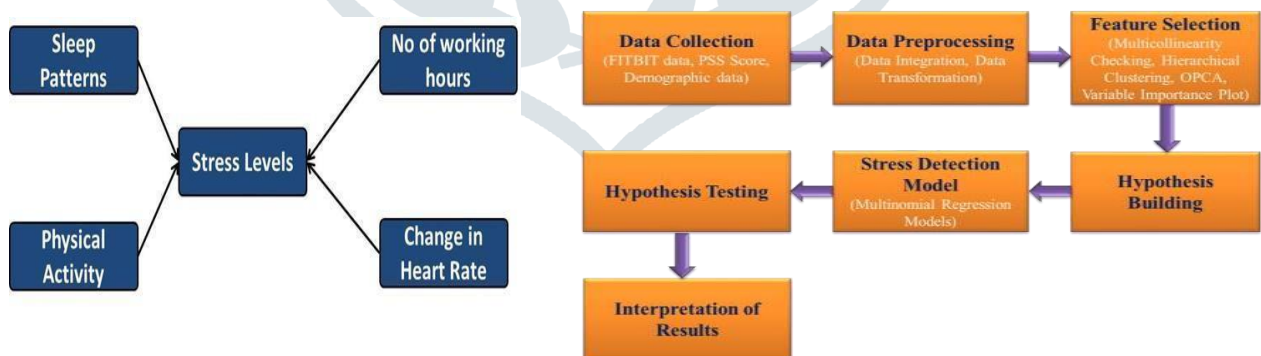 Sleep
Patterns
No of working
hours
Stress Levels
Physical
Activity
Change in
Heart Rate
Data Collection
(FITBIT data, PSS Score,
Demographic data)
Data Preprocessing
(Data Integration, Data
Transformation)
Feature Selection
(Multicollinearity
Checking, Hierarchical
Clustering, OPCA,
Variable Importance Plot)
Hypothesis Testing
Stress Detection
Model
(Multinomial Regression
Models)
Hypothesis
Building
Interpretation of
Results